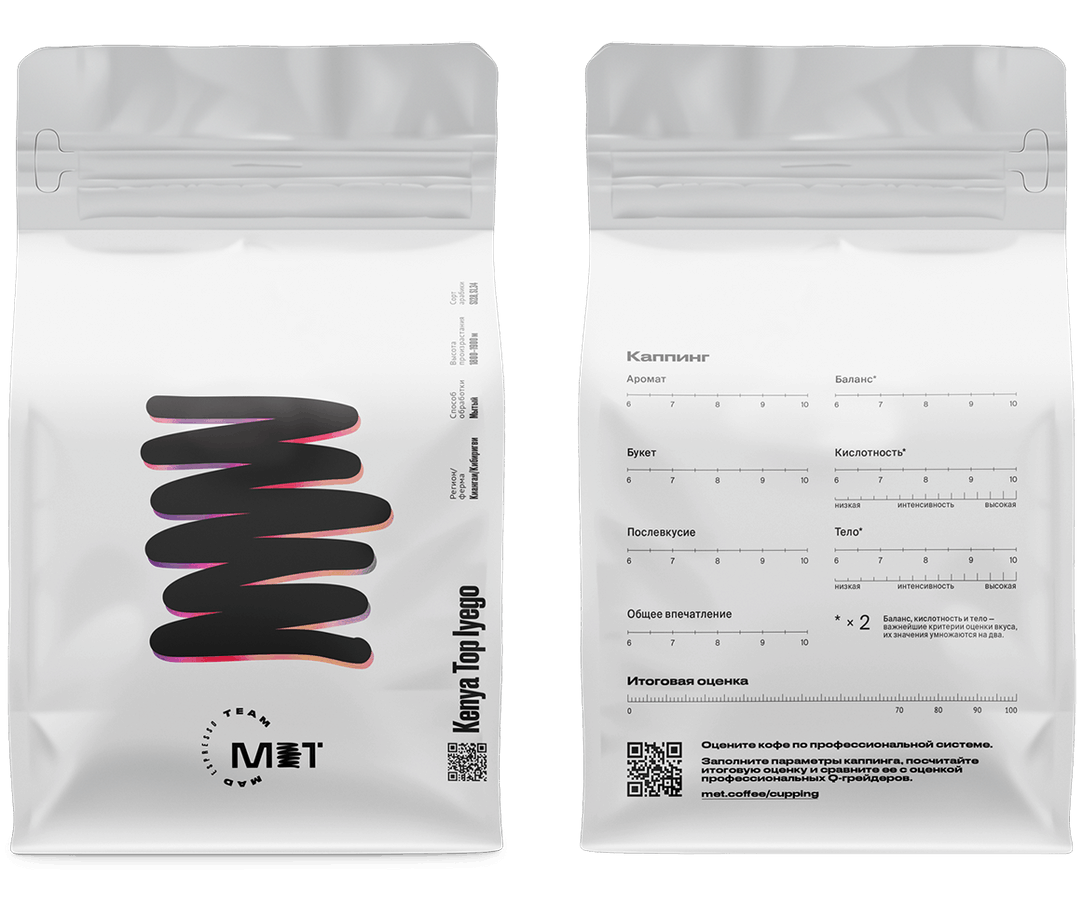 Сорт
арабики
SL28, SL34
Высота
произрастания
1800-1900 м
Способ
обработки
Мытый
Регион/
ферма
Киангаи/Кибиригви
Kenya Top Iyego
MAD ESPRESSO TEAM
MET
Каппинг
Аромат
6 7 8 9 10
Баланс*
6 7 8 9 10
Букет
6 7 8 9 10
Кислотность*
6 7 8 9 10
низкая интенсивность высокая
Послевкусие
6 7 8 9 10
Тело*
6 7 8 9 10
низкая интенсивность высокая
Общее впечатление
6 7 8 9 10
* × 2
Баланс, кислотность и тело —
важнейшие критерии оценки вкуса,
их значения умножаются на два.
Итоговая оценка
0 70 80 90 100
Оцените кофе по профессиональной системе.
Заполните параметры каппинга, посчитайте
итоговую оценку и сравните ее с оценкой
профессиональных Q-грейдеров.
met.coffee/cupping